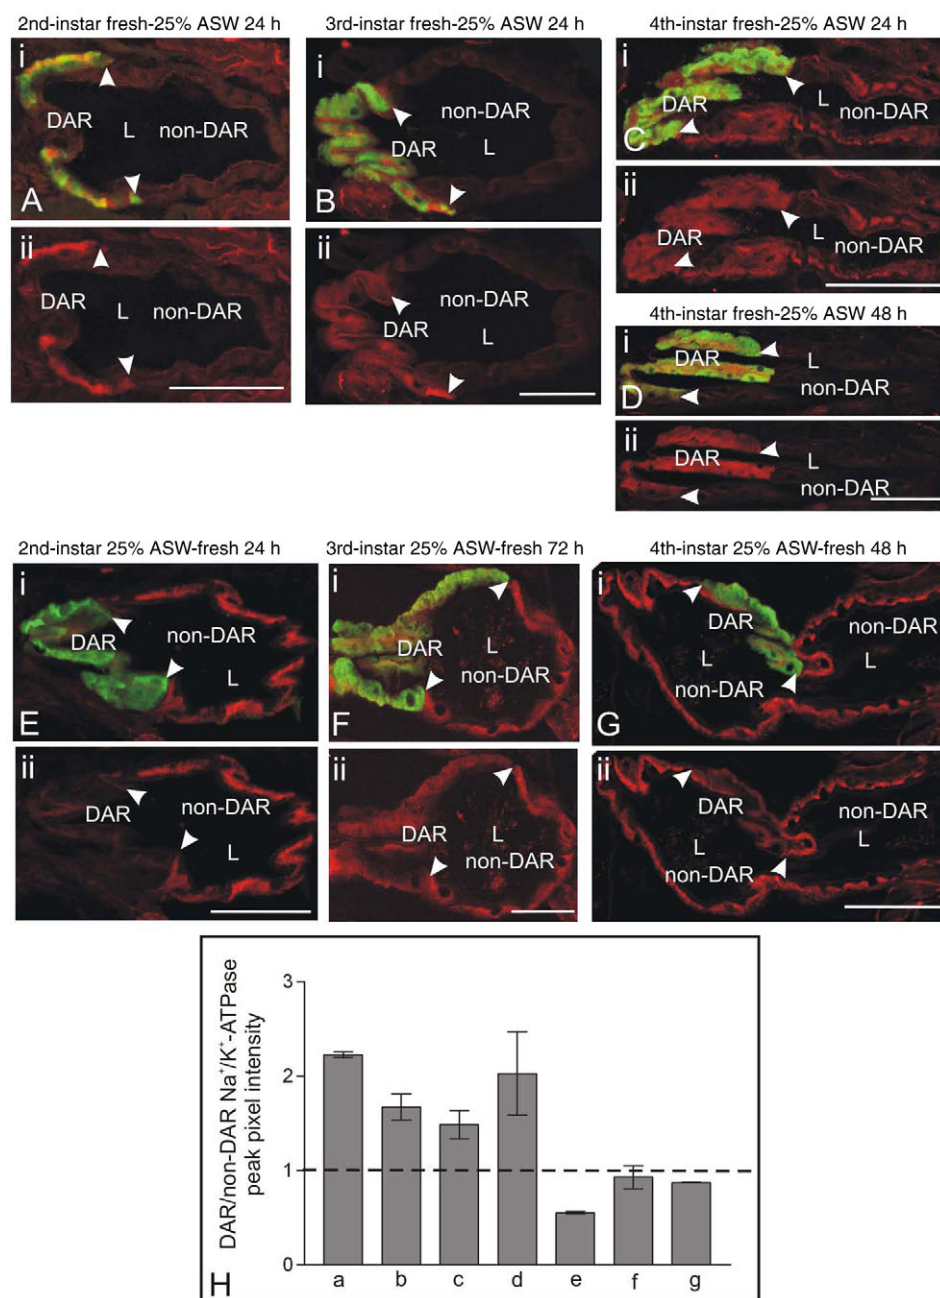 2nd-instar fresh-25% ASW 24 h
i
DAR
L
non-DAR
A
ii
DAR
L
non-DAR
3rd-instar fresh-25% ASW 24 h
i
non-DAR
DAR
L
B
ii
non-DAR
DAR
L
4th-instar fresh-25% ASW 24 h
i
DAR
L
non-DAR
C
ii
DAR
L
non-DAR
4th-instar fresh-25% ASW 48 h
i
DAR
L
non-DAR
D
ii
DAR
L
non-DAR
2nd-instar 25% ASW-fresh 24 h
i
non-DAR
DAR
L
E
ii
DAR
non-DAR
L
3rd-instar 25% ASW-fresh 72 h
i
DAR
L
non-DAR
F
ii
DAR
L
non-DAR
4th-instar 25% ASW-fresh 48 h
i
DAR
non-DAR
L
L
non-DAR
G
ii
DAR
non-DAR
L
L
non-DAR
DAR/non-DAR Na⁺/K⁺-ATPase
peak pixel intensity
3
2
1
0
a b c d e f g
H